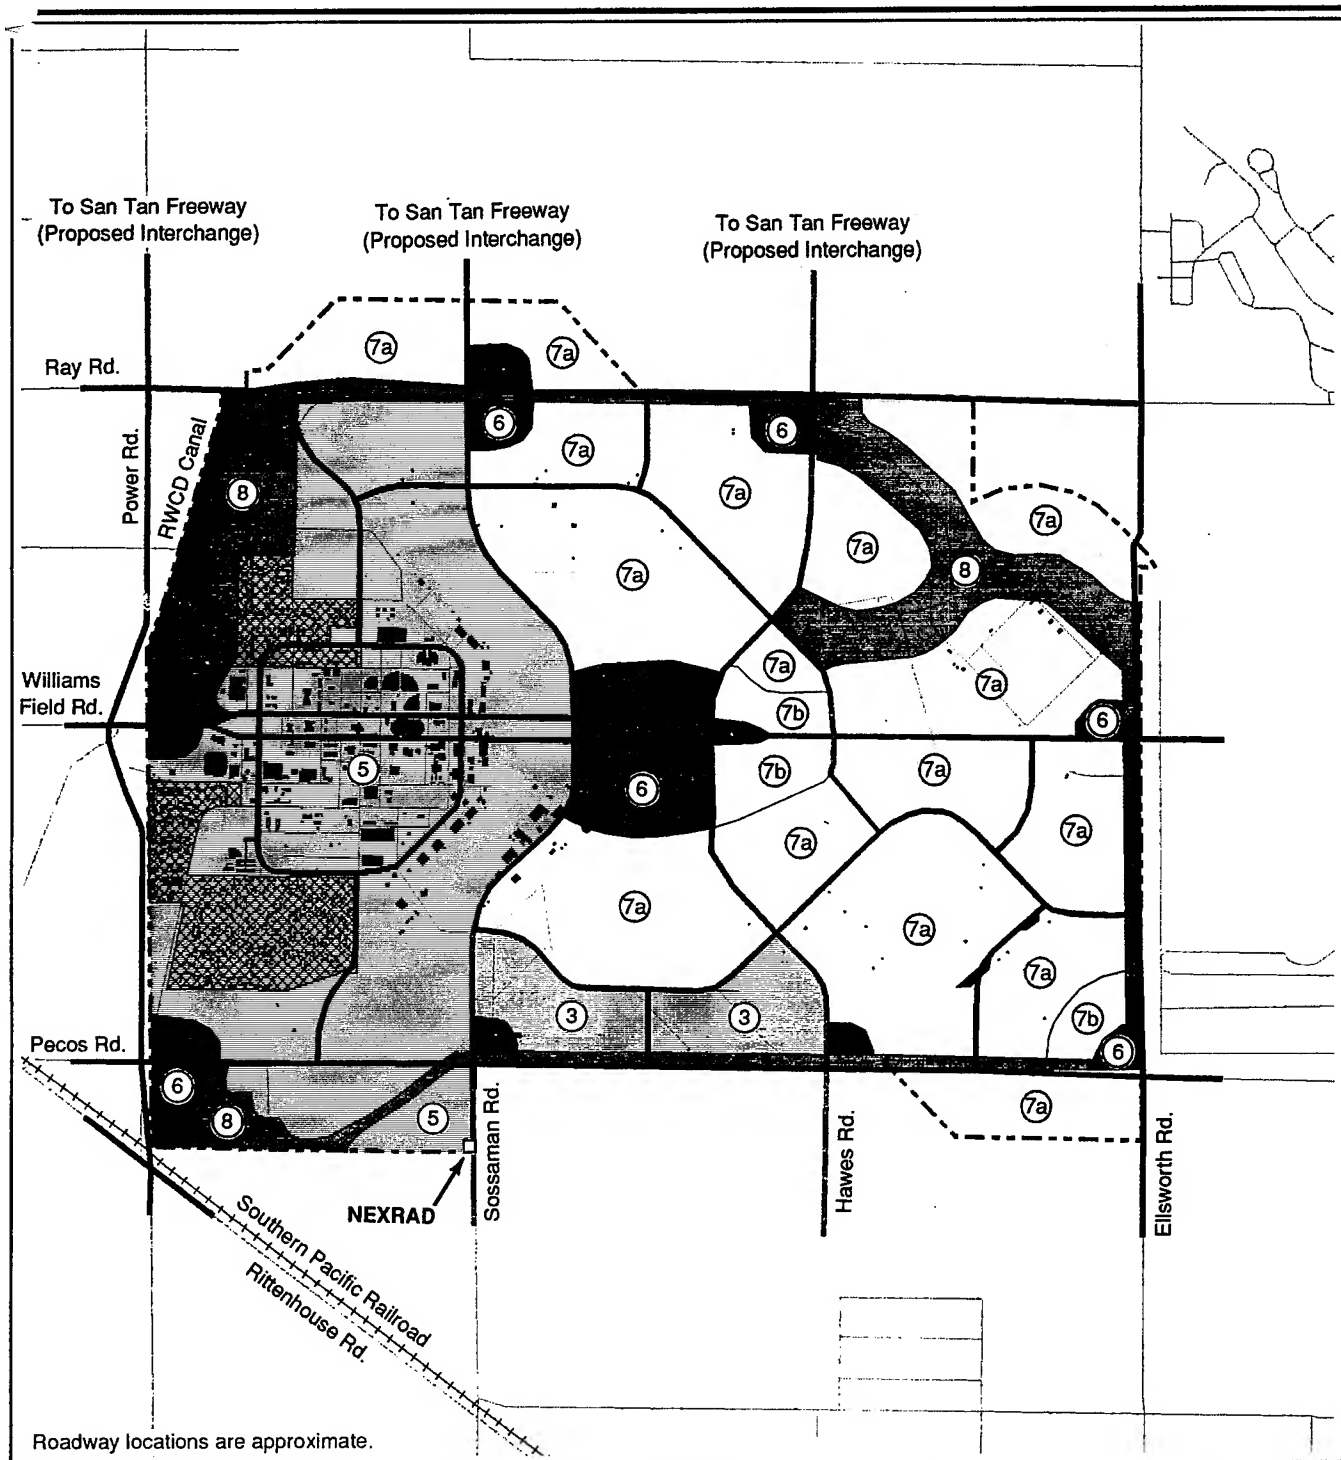 To San Tan Freeway
(Proposed Interchange)
To San Tan Freeway
(Proposed Interchange)
To San Tan Freeway
(Proposed Interchange)
7a
7a
Ray Rd.
6
6
7a
Power Rd.
RWCD Canal
8
7a
7a
7a
7a
8
7a
7a
Williams
Field Rd.
7b
6
5
6
7b
7a
7a
7a
7a
7a
7a
3
3
7b
Pecos Rd.
6
6
8
5
7a
Sossaman Rd.
Hawes Rd.
Ellsworth Rd.
NEXRAD
Southern Pacific Railroad
Rittenhouse Rd.
Roadway locations are approximate.